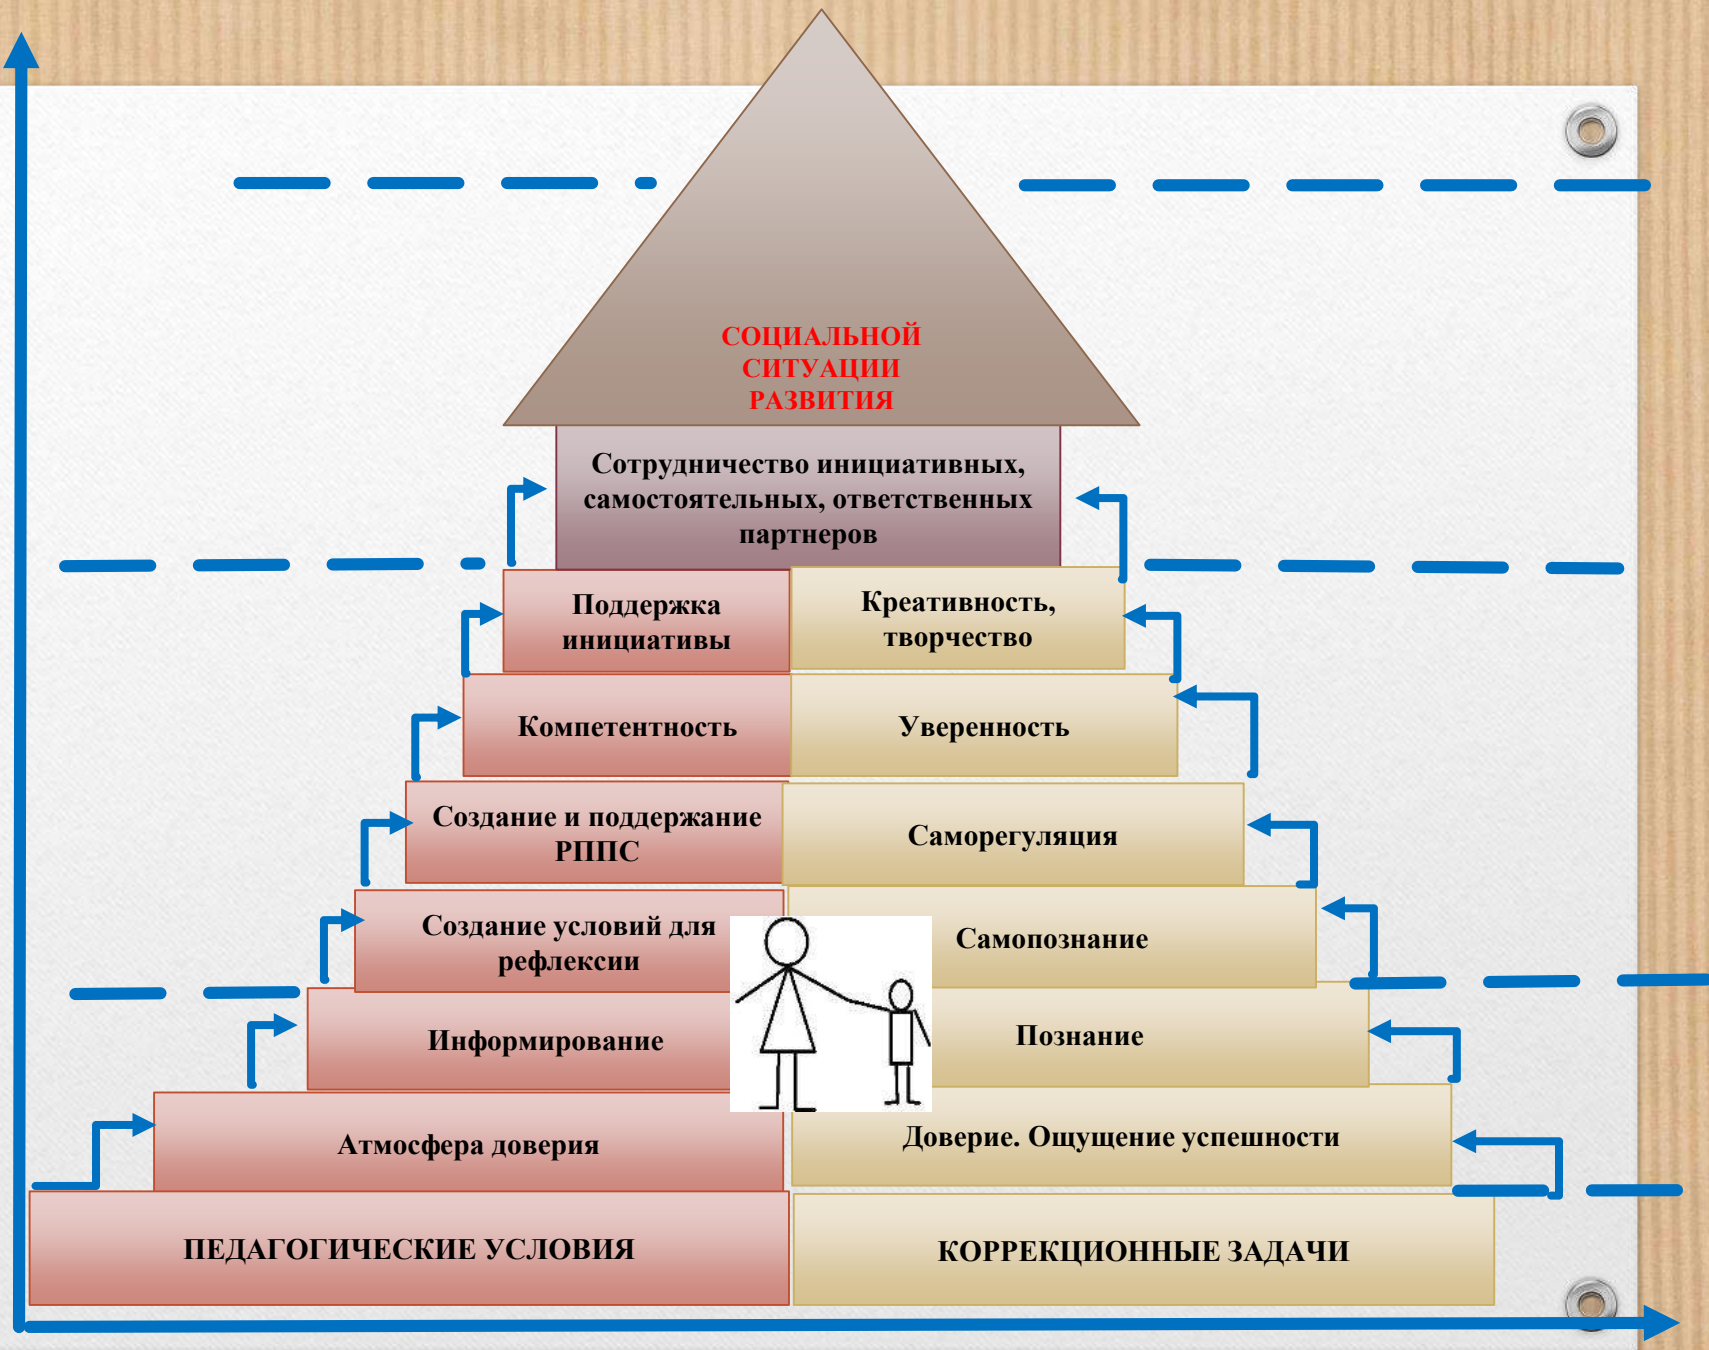 СОЦИАЛЬНОЙ
СИТУАЦИИ
РАЗВИТИЯ
Сотрудничество инициативных,
самостоятельных, ответственных
партнеров
Поддержка
инициативы
Креативность,
творчество
Компетентность
Уверенность
Создание и поддержание
РППС
Саморегуляция
Создание условий для
рефлексии
Самопознание
Информирование
Познание
Атмосфера доверия
Доверие. Ощущение успешности
ПЕДАГОГИЧЕСКИЕ УСЛОВИЯ
КОРРЕКЦИОННЫЕ ЗАДАЧИ